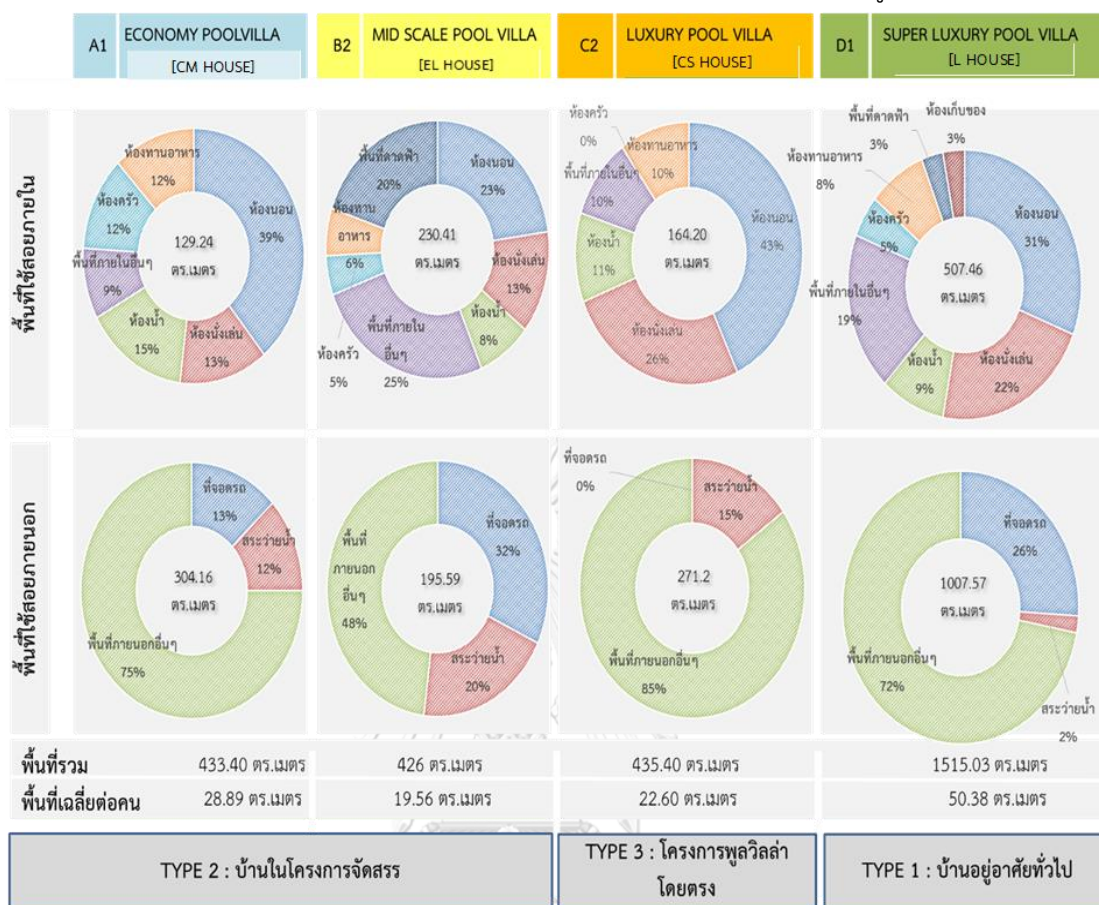 A1 ECONOMY POOLVILLA
[CM HOUSE]
B2 MID SCALE POOL VILLA
[EL HOUSE]
C2 LUXURY POOL VILLA
[CS HOUSE]
D1 SUPER LUXURY POOL VILLA
[L HOUSE]
พื้นที่ใช้สอยภายใน
ห้องทานอาหาร
12%
ห้องครัว
12%
ห้องนอน
39%
129.24
ตร.เมตร
พื้นที่ภายในอื่นๆ
9%
ห้องน้ำ
15%
ห้องนั่งเล่น
13%
พื้นที่ดาดฟ้า
20%
ห้องนอน
23%
ห้องทาน
อาหาร
6%
230.41
ตร.เมตร
ห้องนั่งเล่น
13%
ห้องน้ำ
8%
พื้นที่ภายใน
อื่นๆ
25%
ห้องครัว
5%
ห้องครัว
0%
ห้องทานอาหาร
10%
พื้นที่ภายในอื่นๆ
10%
ห้องนอน
43%
164.20
ตร.เมตร
ห้องน้ำ
11%
ห้องนั่งเล่น
26%
พื้นที่ดาดฟ้า
3%
ห้องเก็บของ
3%
ห้องทานอาหาร
8%
ห้องครัว
5%
ห้องนอน
31%
507.46
ตร.เมตร
พื้นที่ภายในอื่นๆ
19%
ห้องน้ำ
9%
ห้องนั่งเล่น
22%
พื้นที่ใช้สอยภายนอก
ที่จอดรถ
13%
สระว่ายน้ำ
12%
304.16
ตร.เมตร
พื้นที่ภายนอกอื่นๆ
75%
ที่จอดรถ
32%
พื้นที่
ภายนอก
อื่นๆ
48%
195.59
ตร.เมตร
สระว่ายน้ำ
20%
ที่จอดรถ
0%
สระว่ายน้ำ
15%
271.2
ตร.เมตร
พื้นที่ภายนอกอื่นๆ
85%
ที่จอดรถ
26%
1007.57
ตร.เมตร
พื้นที่ภายนอกอื่นๆ
72%
สระว่ายน้ำ
2%
พื้นที่รวม 433.40 ตร.เมตร 426 ตร.เมตร 435.40 ตร.เมตร 1515.03 ตร.เมตร
พื้นที่เฉลี่ยต่อคน 28.89 ตร.เมตร 19.56 ตร.เมตร 22.60 ตร.เมตร 50.38 ตร.เมตร
TYPE 2 : บ้านในโครงการจัดสรร
TYPE 3 : โครงการพูลวิลล่า
โดยตรง
TYPE 1 : บ้านอยู่อาศัยทั่วไป